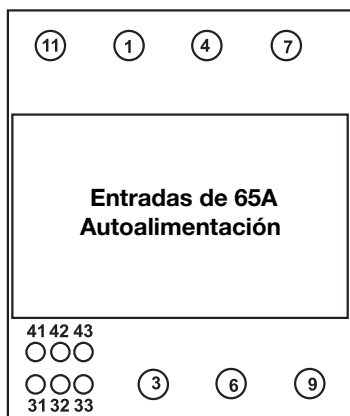 11 1 4 7
Entradas de 65A
Autoalimentación
41 42 43
3 6 9
31 32 33